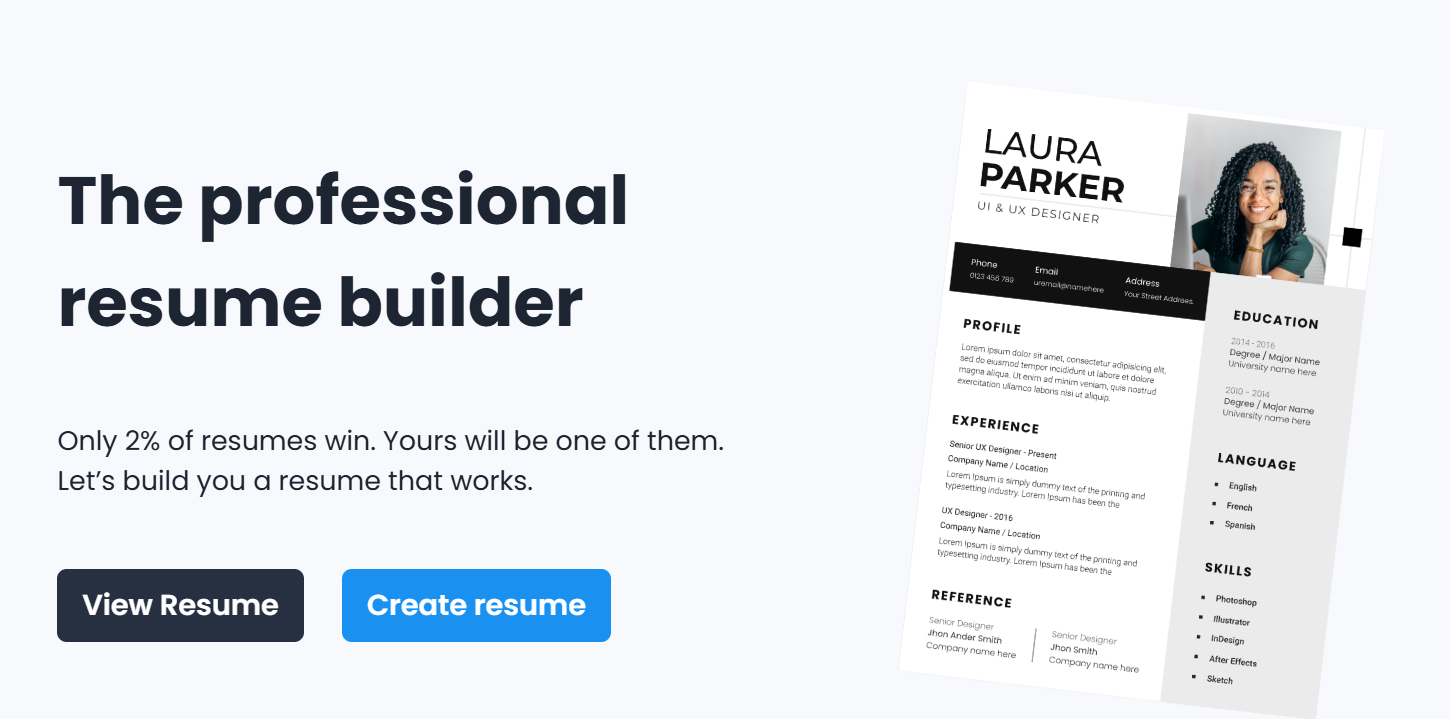 The professional
resume builder
Only 2% of resumes win. Yours will be one of them.
Let’s build you a resume that works.
View Resume
Create resume
LAURA
PARKER
UI & UX DESIGNER
Phone
0123 456 789
Email
uremail@namehere
Address
Your Street Addrees.
PROFILE
Lorem ipsum dolor sit amet, consectetur adipisicing elit,
sed do eiusmod tempor incididunt ut labore et dolore
magna aliqua. Ut enim ad minim veniam, quis nostrud
exercitation ullamco laboris nisi ut aliquip.
EXPERIENCE
Senior UX Designer - Present
Company Name / Location
Lorem Ipsum is simply dummy text of the printing and
typesetting industry. Lorem Ipsum has been the
UX Designer - 2016
Company Name / Location
Lorem Ipsum is simply dummy text of the printing and
typesetting industry. Lorem Ipsum has been the
REFERENCE
Senior Designer
Jhon Ander Smith
Company name here
Senior Designer
Jhon Smith
Company name here
EDUCATION
2014 - 2016
Degree / Major Name
University name here
2010 - 2014
Degree / Major Name
University name here
LANGUAGE
English
French
Spanish
SKILLS
Photoshop
Illustrator
InDesign
After Effects
Sketch